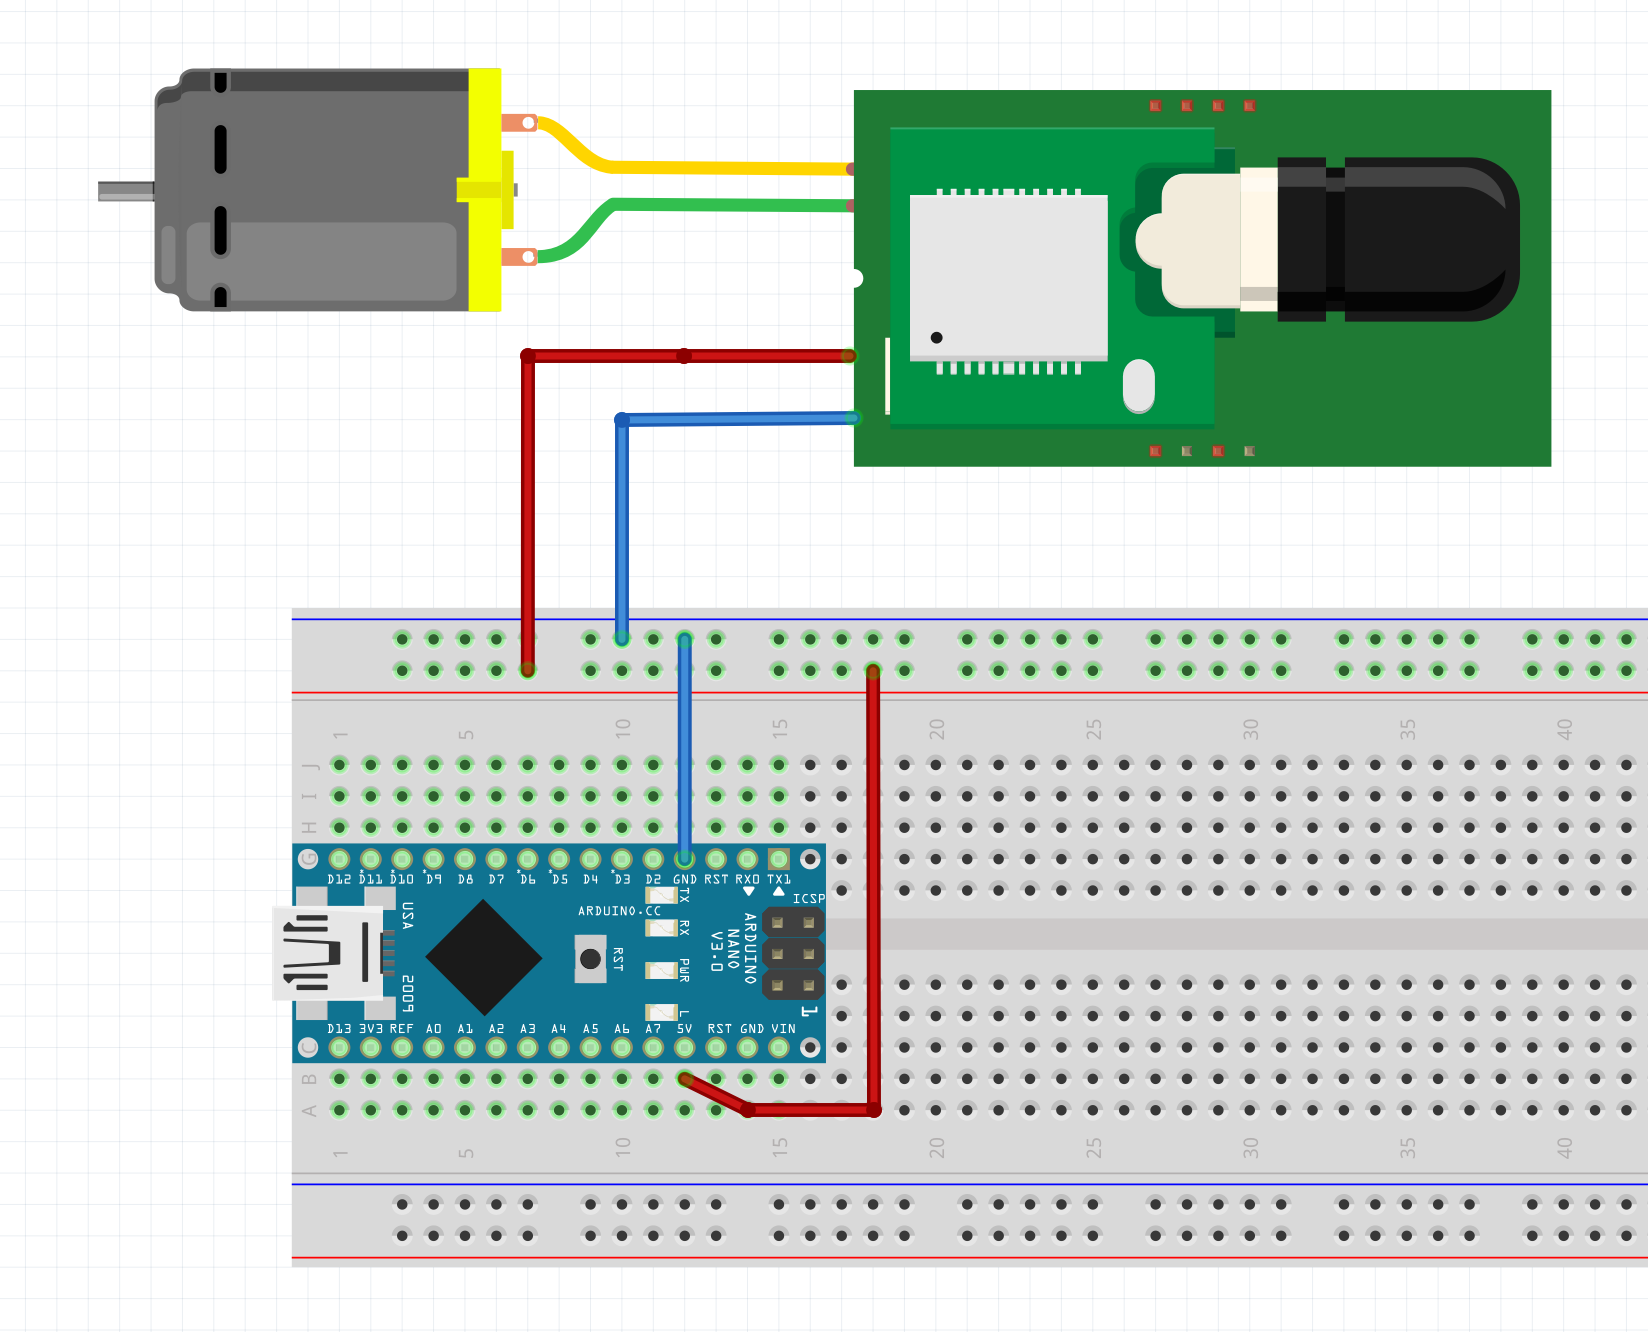 1 5 10 15 20 25 30 35 40
J
I
H
G
D12 D11 D10 D9 D8 D7 D6 D5 D4 D3 D2 GND RST RX0 TX1
ICSP
TX
ARDUINO.CC
RX
USA
ARDUINO
NANO
V3.0
RST
PWR
2009
L
1
D13 3V3 REF A0 A1 A2 A3 A4 A5 A6 A7 5V RST GND VIN
C
B
A
1 5 10 15 20 25 30 35 40